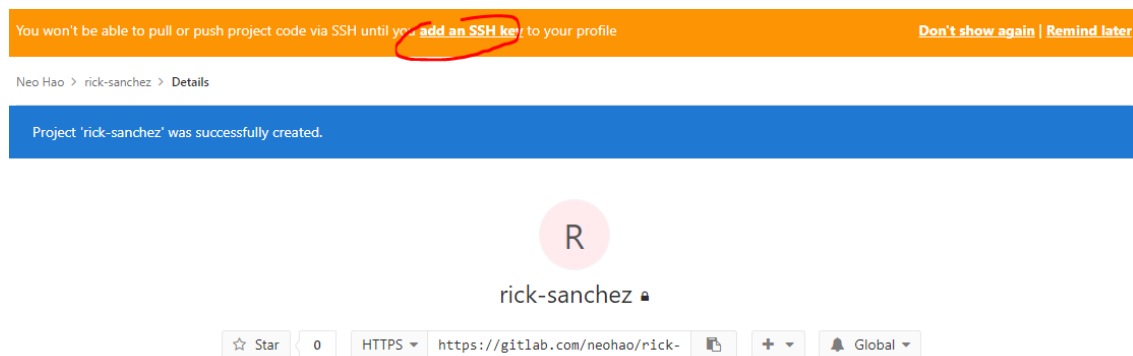 You won't be able to pull or push project code via SSH until you add an SSH key to your profile Don't show again | Remind later
Neo Hao > rick-sanchez > Details
Project 'rick-sanchez' was successfully created.
R
rick-sanchez
Star 0 HTTPS https://gitlab.com/neohao/rick- + Global